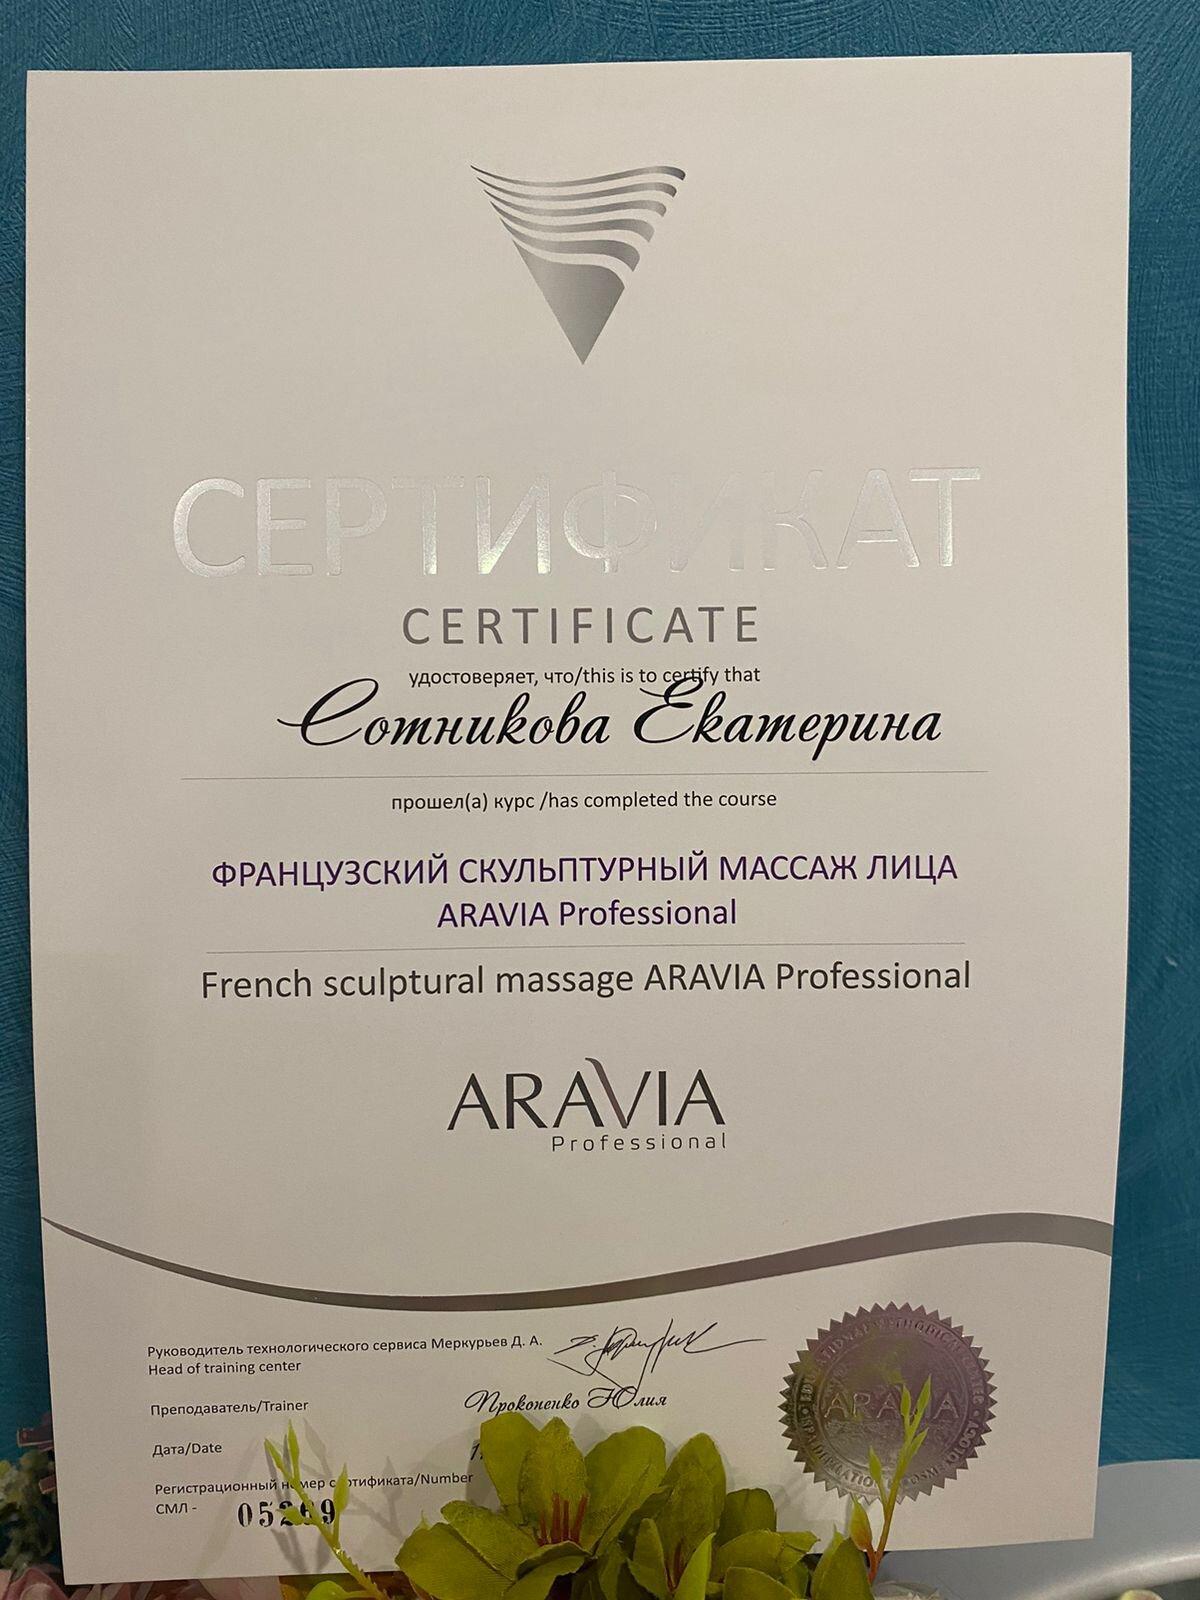 СЕРТИФИКАТ
CERTIFICATE
удостоверяет, что/this is to certify that
Сотникова Екатерина
прошел(а) курс /has completed the course
ФРАНЦУЗСКИЙ СКУЛЬПТУРНЫЙ МАССАЖ ЛИЦА
ARAVIA Professional
French sculptural massage ARAVIA Professional
ARAVIA
Professional
Руководитель технологического сервиса Меркурьев Д. А.
Head of training center
Преподаватель/Trainer Прокопенко Юлия
Дата/Date
Регистрационный номер сертификата/Number
СМЛ - 05269
ARAVIA